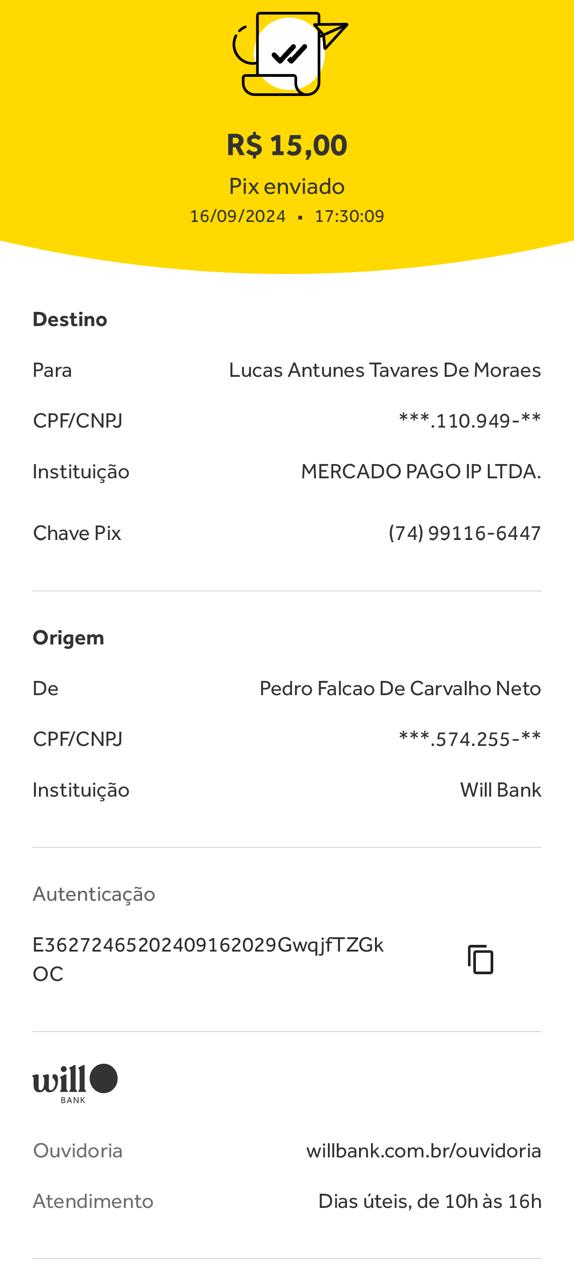 R$ 15,00
Pix enviado
16/09/2024 • 17:30:09
Destino
Para Lucas Antunes Tavares De Moraes
CPF/CNPJ ***.110.949-**
Instituição MERCADO PAGO IP LTDA.
Chave Pix (74) 99116-6447
Origem
De Pedro Falcao De Carvalho Neto
CPF/CNPJ ***.574.255-**
Instituição Will Bank
Autenticação
E36272465202409162029GwqjfTZGk
OC
will
BANK
Ouvidoria willbank.com.br/ouvidoria
Atendimento Dias úteis, de 10h às 16h